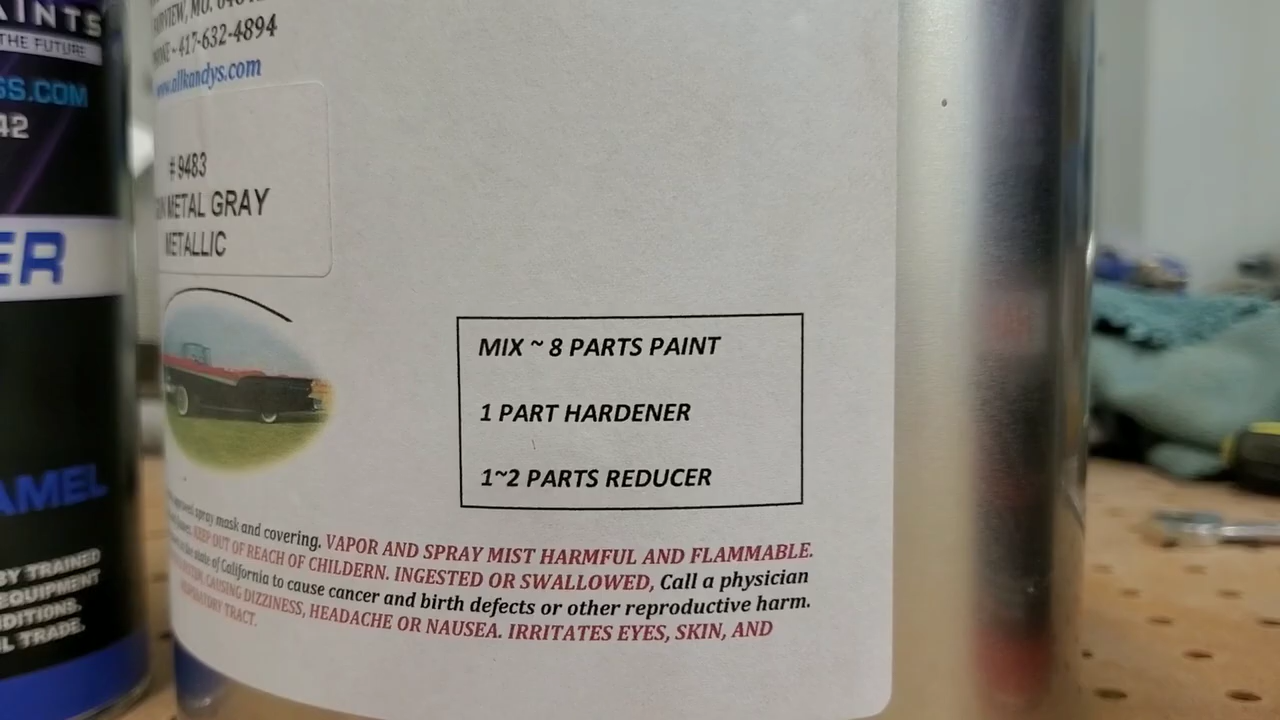 AINTS
THE FUTURE
SS.COM
42
ER
AMEL
BY TRAINED
EQUIPMENT
NDITIONS.
L TRADE.
VIEW, MO.
NE ~ 417-632-4894
www.allkandys.com
# 9483
METAL GRAY
METALLIC
MIX ~ 8 PARTS PAINT
1 PART HARDENER
1~2 PARTS REDUCER
spray mask and covering. VAPOR AND SPRAY MIST HARMFUL AND FLAMMABLE.
KEEP OUT OF REACH OF CHILDERN. INGESTED OR SWALLOWED, Call a physician
state of California to cause cancer and birth defects or other reproductive harm.
CAUSING DIZZINESS, HEADACHE OR NAUSEA. IRRITATES EYES, SKIN, AND
TRACT.